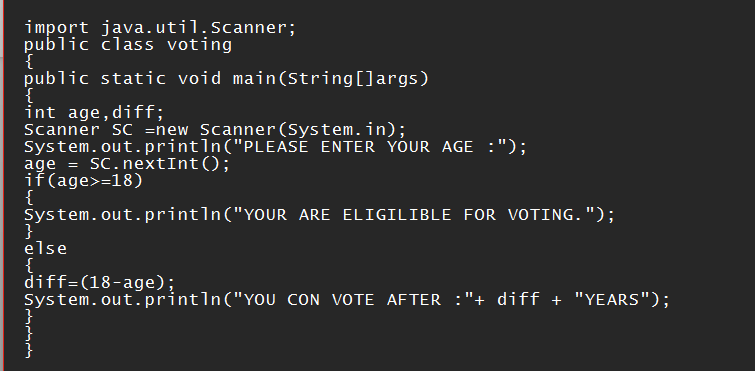 import java.util.Scanner;
public class voting
{
public static void main(String[]args)
{
int age,diff;
Scanner SC =new Scanner(System.in);
System.out.println("PLEASE ENTER YOUR AGE :");
age = SC.nextInt();
if(age>=18)
{
System.out.println("YOUR ARE ELIGILIBLE FOR VOTING.");
}
else
{
diff=(18-age);
System.out.println("YOU CON VOTE AFTER :"+ diff + "YEARS");
}
}
}